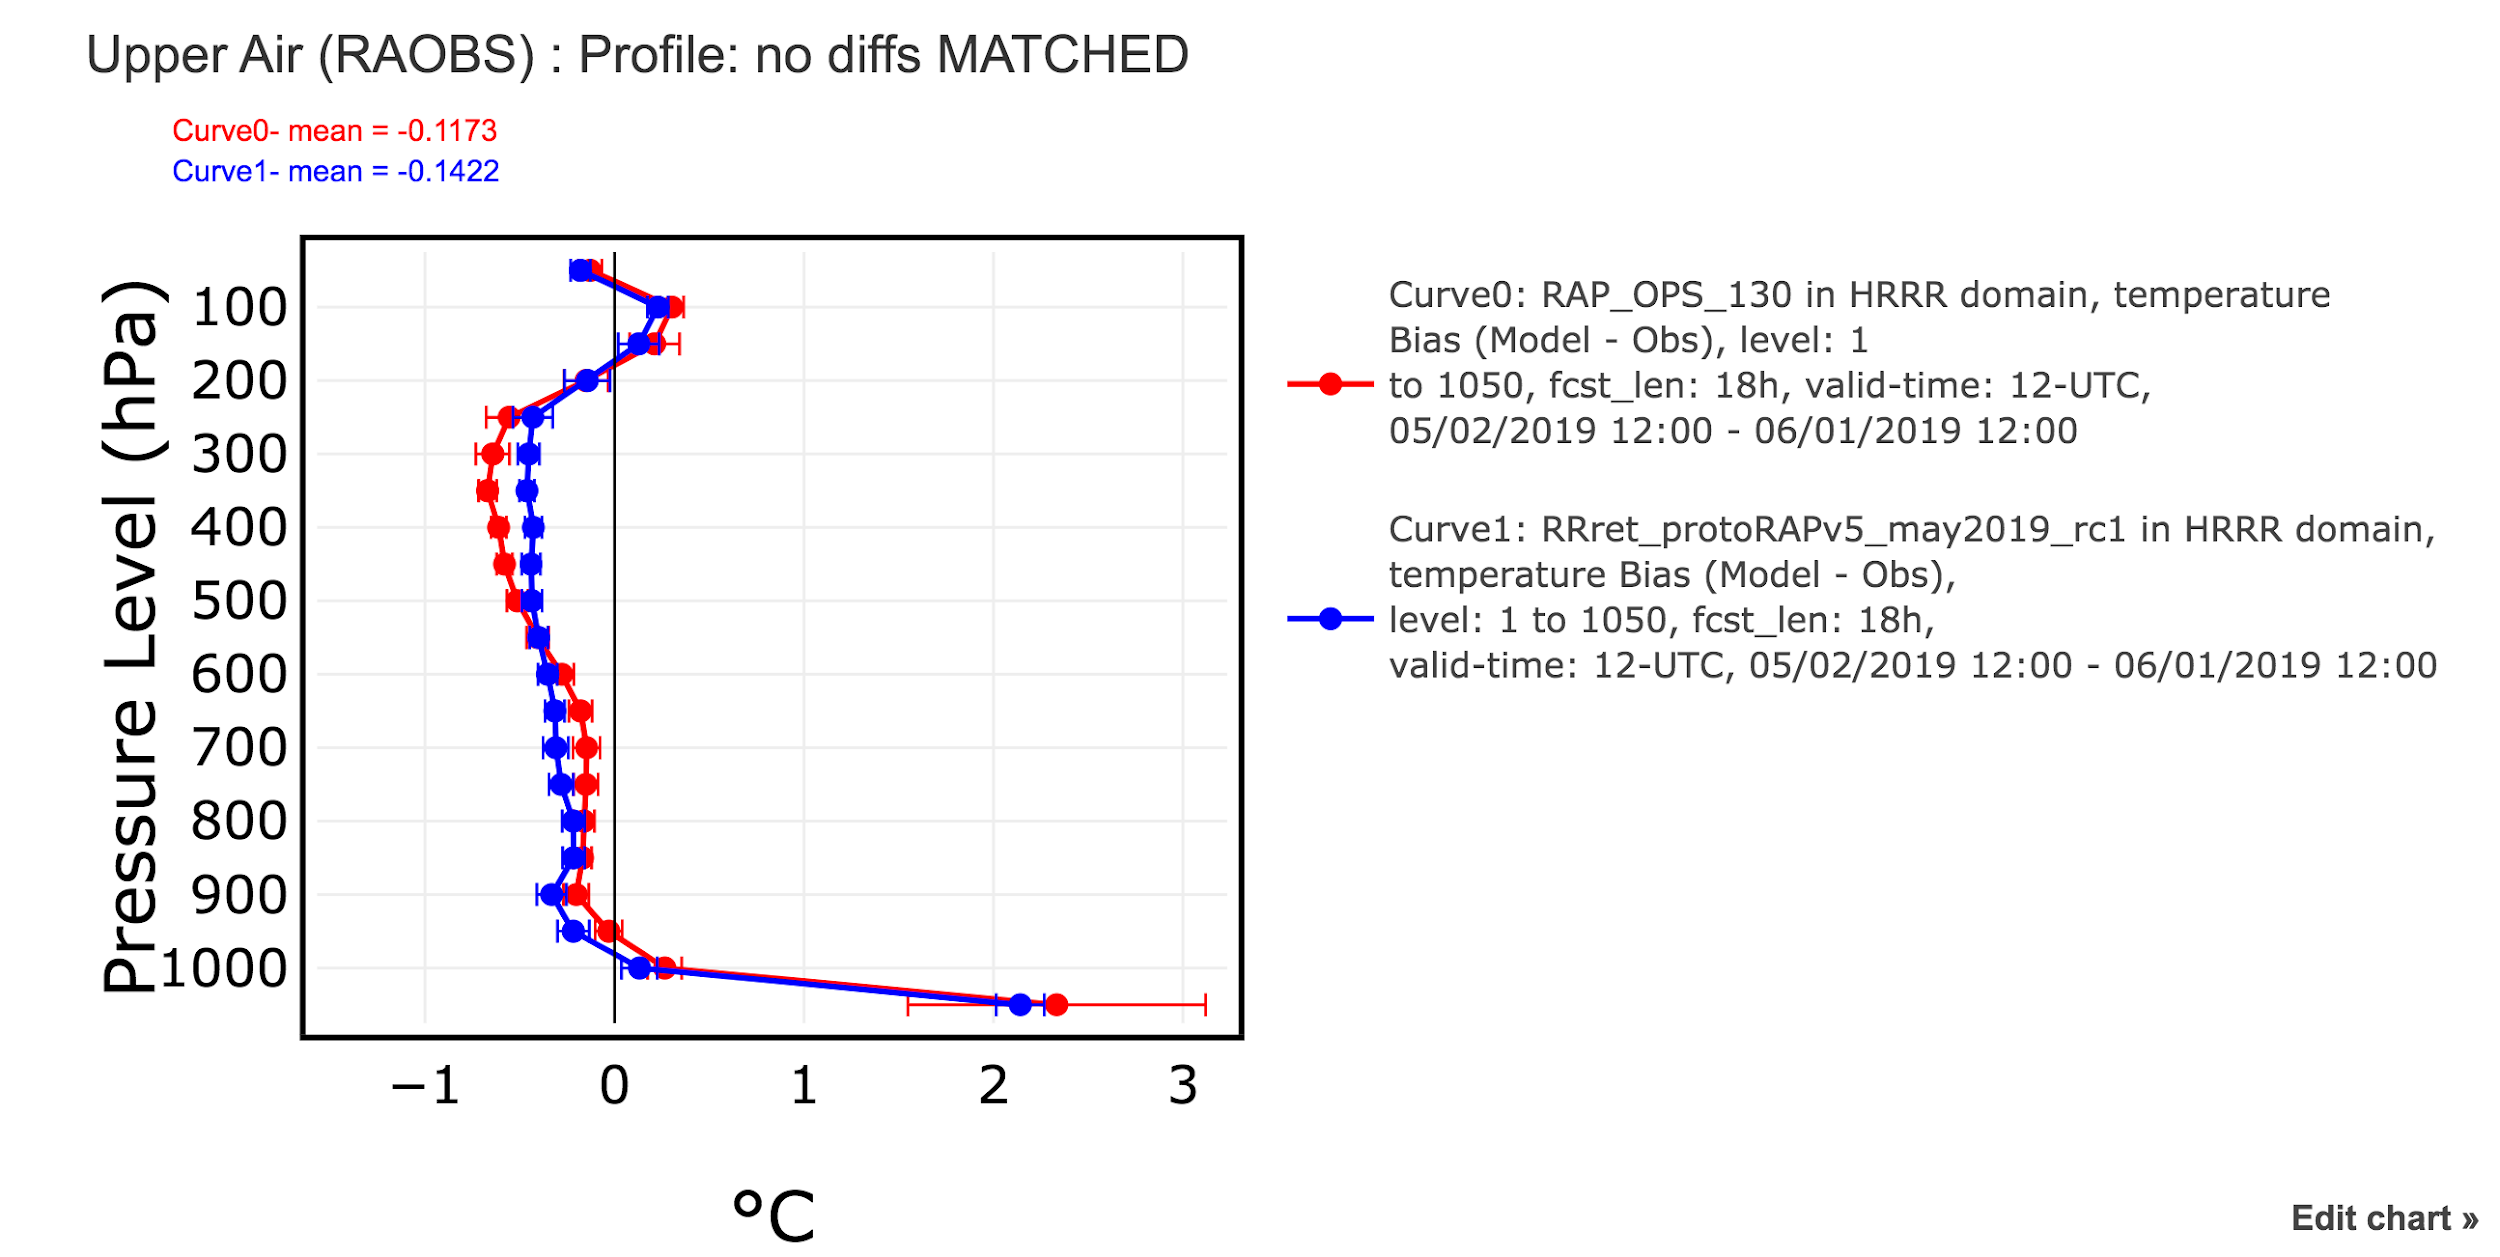 Upper Air (RAOBS) : Profile: no diffs MATCHED
Curve0- mean = -0.1173
Curve1- mean = -0.1422
Pressure Level (hPa)
100
200
300
400
500
600
700
800
900
1000
−1
0
1
2
3
°C
Curve0: RAP_OPS_130 in HRRR domain, temperature
Bias (Model - Obs), level: 1
to 1050, fcst_len: 18h, valid-time: 12-UTC,
05/02/2019 12:00 - 06/01/2019 12:00
Curve1: RRret_protoRAPv5_may2019_rc1 in HRRR domain,
temperature Bias (Model - Obs),
level: 1 to 1050, fcst_len: 18h,
valid-time: 12-UTC, 05/02/2019 12:00 - 06/01/2019 12:00
Edit chart »